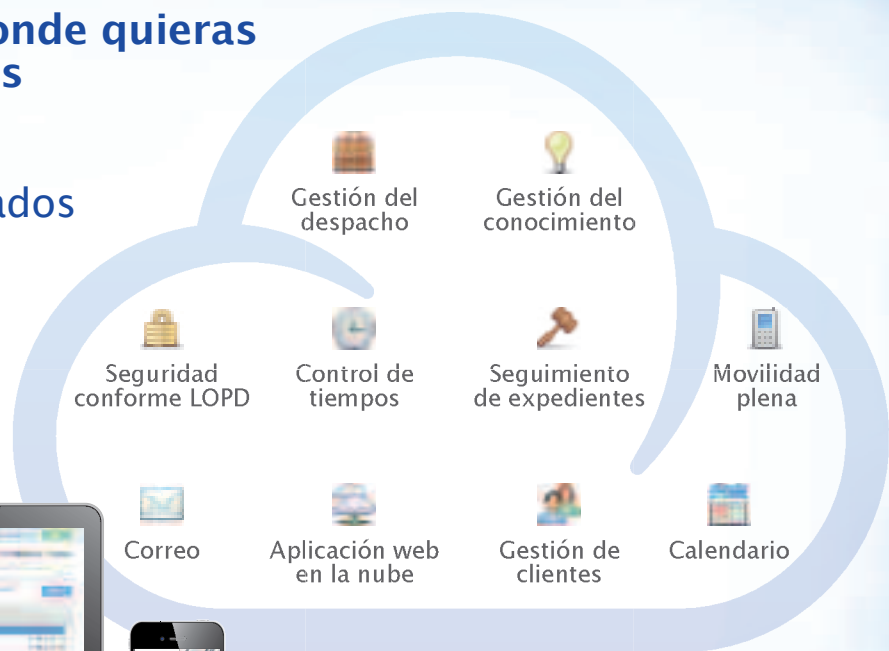 onde quieras
s
ados
Gestión del
despacho
Gestión del
conocimiento
Seguridad
conforme LOPD
Control de
tiempos
Seguimiento
de expedientes
Movilidad
plena
Correo
Aplicación web
en la nube
Gestión de
clientes
Calendario